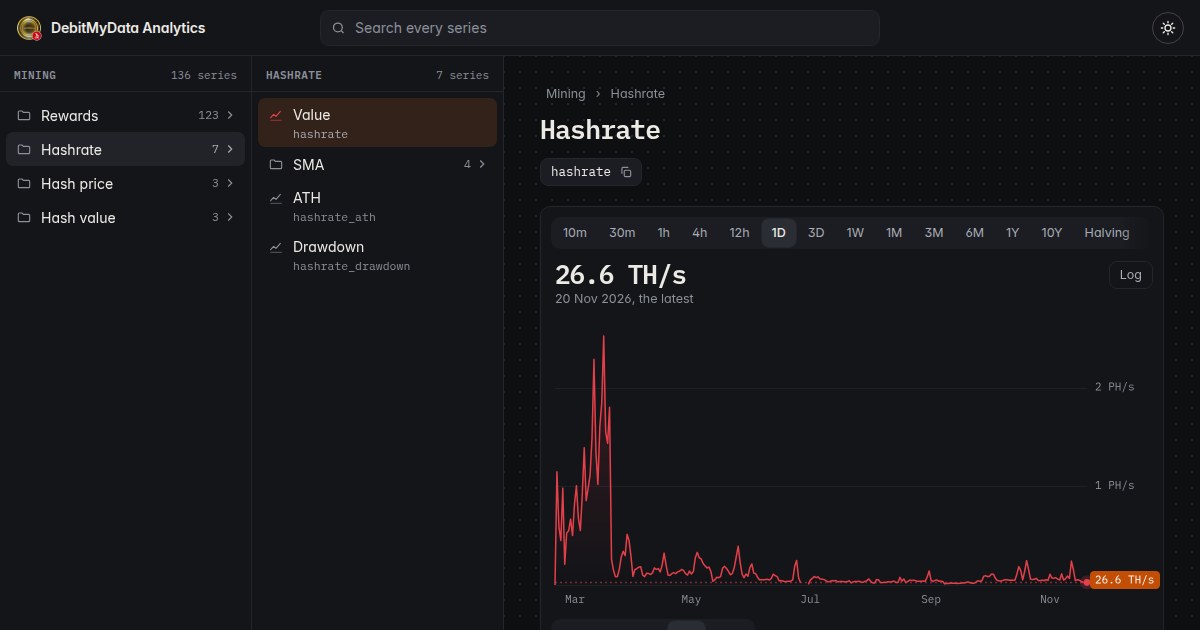 DebitMyData Analytics
Search every series
MINING 136 series
Rewards 123
Hashrate 7
Hash price 3
Hash value 3
HASHRATE 7 series
Value
hashrate
SMA 4
ATH
hashrate_ath
Drawdown
hashrate_drawdown
Mining › Hashrate
Hashrate
hashrate
10m 30m 1h 4h 12h 1D 3D 1W 1M 3M 6M 1Y 10Y Halving
26.6 TH/s
Log
20 Nov 2026, the latest
2 PH/s
1 PH/s
26.6 TH/s
Mar May Jul Sep Nov